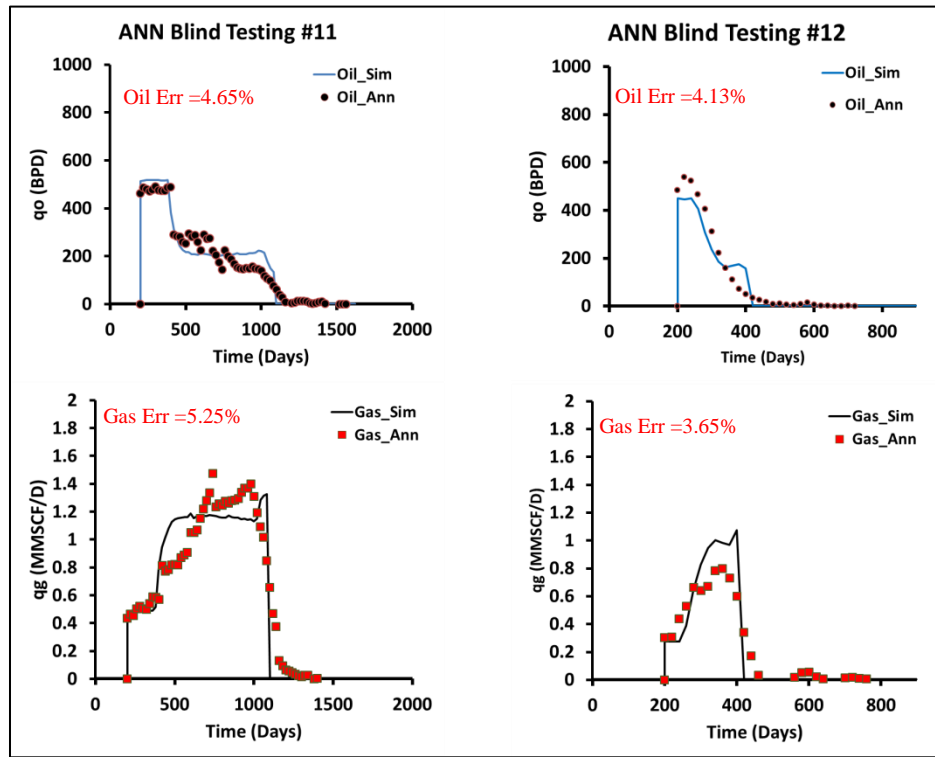 ANN Blind Testing #11
1000
800
600
400
200
0
qo (BPD)
Oil Err =4.65%
Oil_Sim
Oil_Ann
0
500
1000
1500
2000
Time (Days)
ANN Blind Testing #12
1000
800
600
400
200
0
qo (BPD)
Oil Err =4.13%
Oil_Sim
Oil_Ann
0
200
400
600
800
Time (Days)
2
1.8
1.6
1.4
1.2
1
0.8
0.6
0.4
0.2
0
qg (MMSCF/D)
Gas Err =5.25%
Gas_Sim
Gas_Ann
0
500
1000
1500
2000
Time (Days)
2
1.8
1.6
1.4
1.2
1
0.8
0.6
0.4
0.2
0
qg (MMSCF/D)
Gas Err =3.65%
Gas_Sim
Gas_Ann
0
200
400
600
800
Time (Days)